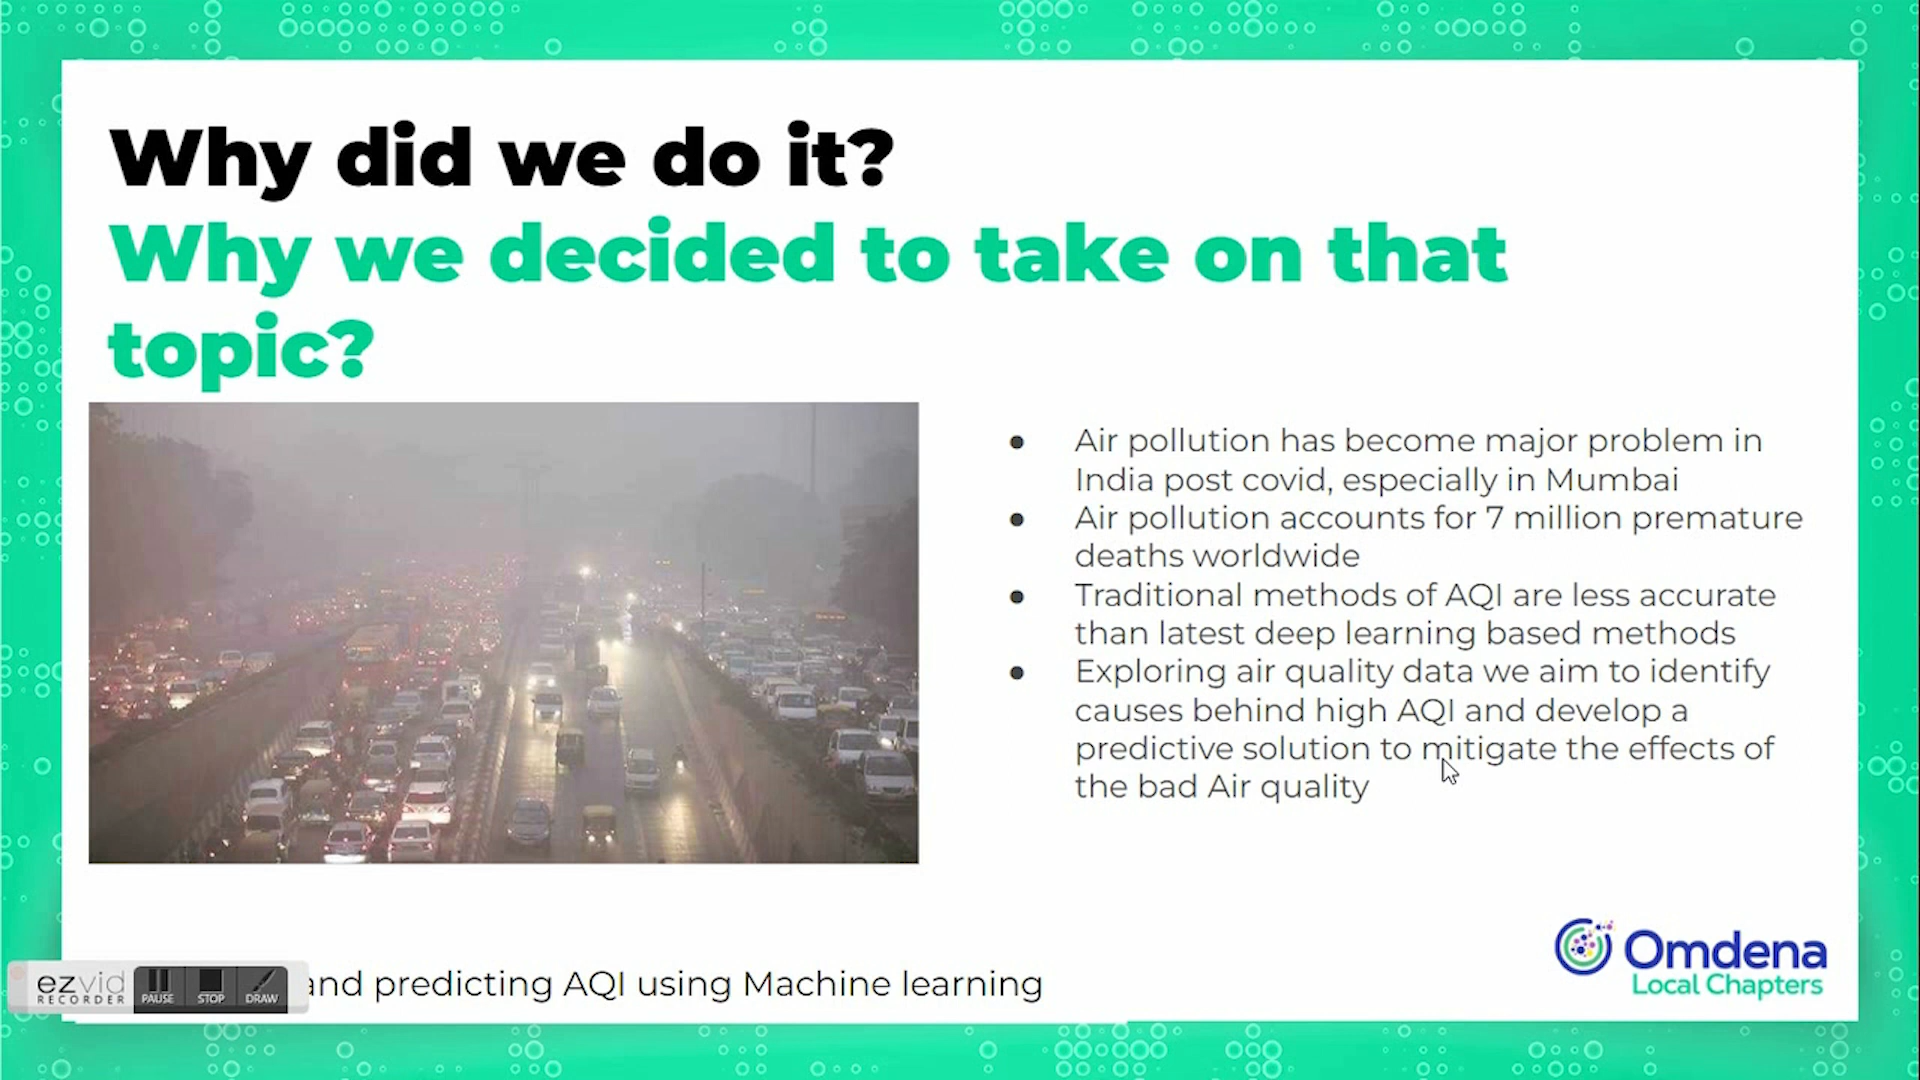 Why did we do it?
Why we decided to take on that
topic?
● Air pollution has become major problem in
India post covid, especially in Mumbai
● Air pollution accounts for 7 million premature
deaths worldwide
● Traditional methods of AQI are less accurate
than latest deep learning based methods
● Exploring air quality data we aim to identify
causes behind high AQI and develop a
predictive solution to mitigate the effects of
the bad Air quality
Omdena
Local Chapters
ezvid
RECORDER
PAUSE
STOP
DRAW
and predicting AQI using Machine learning